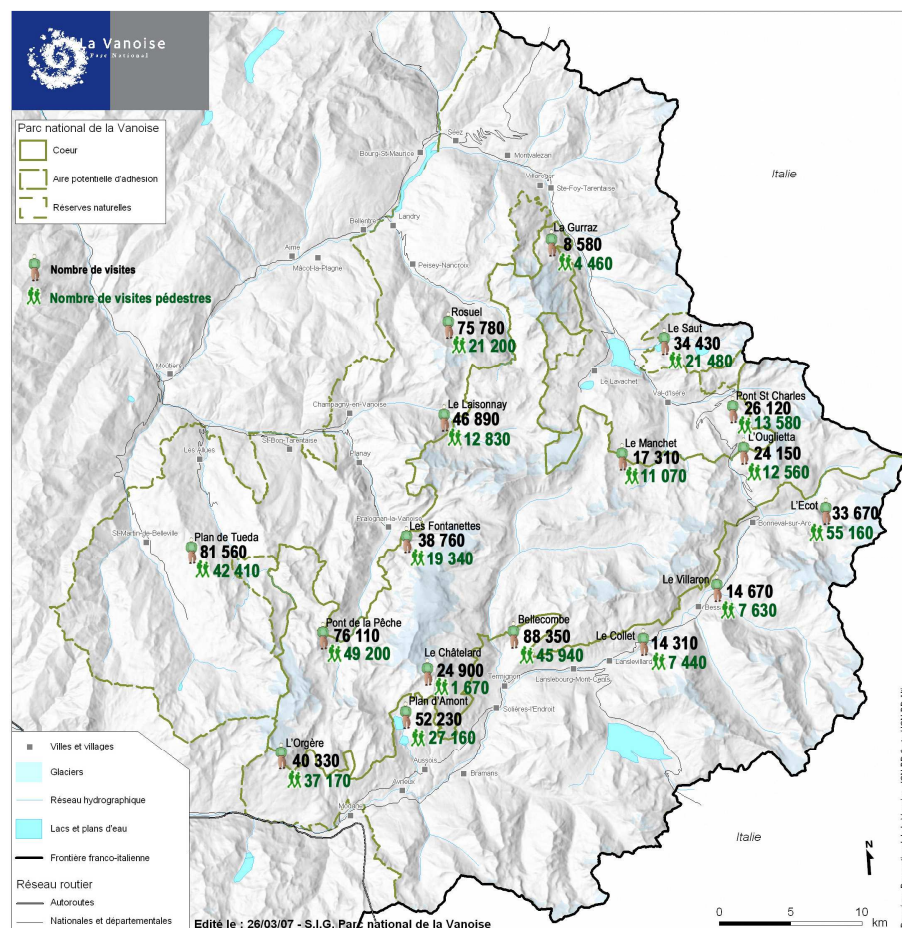 La Vanoise
Parc National
Parc national de la Vanoise
Coeur
Aire potentielle d'adhesion
Réserves naturelles
Nombre de visites
Nombre de visites pédestres
Italie
Séez
Bourg-St-Maurice
Montvalezan
Villaroger
Ste-Foy-Tarentaise
Landry
Bellentre
La Gurraz
8 580
4 460
Aime
Mâcot-la-Plagne
Peisey-Nancroix
Rosuel
75 780
21 200
Le Saut
34 430
21 480
Moutiers
Le Lavachet
Val-d'Isère
Pont St Charles
26 120
13 580
Champagny-en-Vanoise
Le Laisonnay
46 890
12 830
St-Bon-Tarentaise
Les Allues
Planay
Le Manchet
17 310
11 070
L'Ouglietta
24 150
12 560
L'Ecot
33 670
55 160
Bonneval-sur-Arc
Pralognan-la-Vanoise
Les Fontanettes
38 760
19 340
St-Martin-de-Belleville
Plan de Tueda
81 560
42 410
Le Villaron
14 670
7 630
Pont de la Pêche
76 110
49 200
Bellecombe
88 350
45 940
Le Collet
14 310
7 440
Lanslevillard
Lanslebourg-Mont-Cenis
Termignon
Le Châtelard
24 900
1 670
Plan d'Amont
52 230
27 160
Sollières-l'Endroit
L'Orgère
40 330
37 170
Aussois
Avrieux
Bramans
Modane
Italie
Villes et villages
Glaciers
Réseau hydrographique
Lacs et plans d'eau
Frontière franco-italienne
Réseau routier
Autoroutes
Nationales et départementales
Edité le : 26/03/07 - S.I.G. Parc national de la Vanoise
N
0 5 10
km